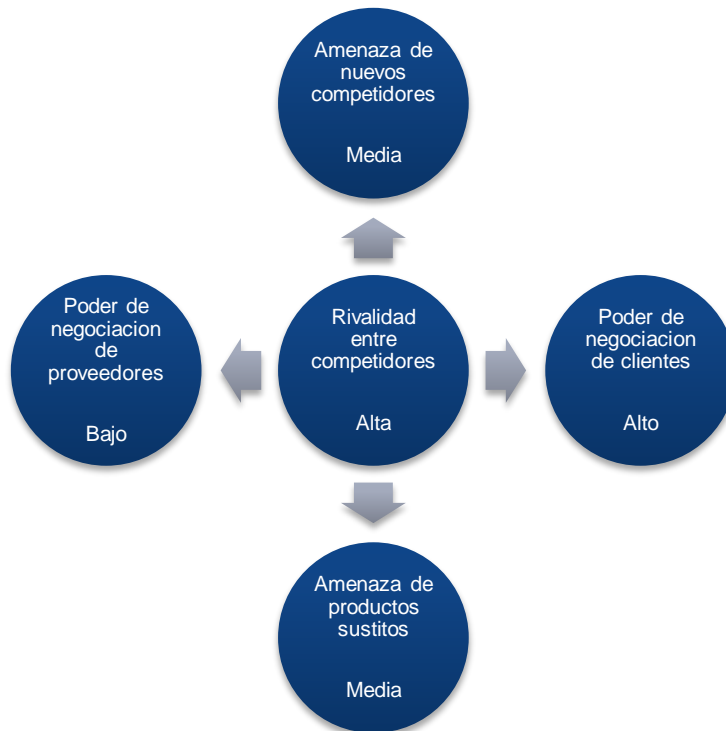 Amenaza de
nuevos
competidores
Media
Poder de
negociacion
de
proveedores
Bajo
Rivalidad
entre
competidores
Alta
Poder de
negociacion
de clientes
Alto
Amenaza de
productos
sustitos
Media